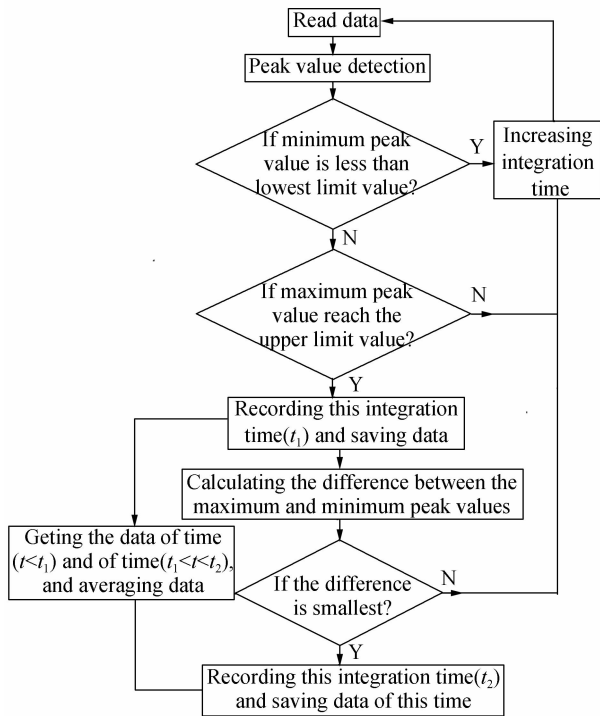 Read data
Peak value detection
If minimum peak
value is less than
lowest limit value?
Y
Increasing
integration
time
N
If maximum peak
value reach the
upper limit value?
N
Y
Recording this integration
time(t₁) and saving data
Calculating the difference between the
maximum and minimum peak values
Geting the data of time
(t<t₁) and of time(t₁<t<t₂),
and averaging data
If the difference
is smallest?
N
Y
Recording this integration time(t₂)
and saving data of this time